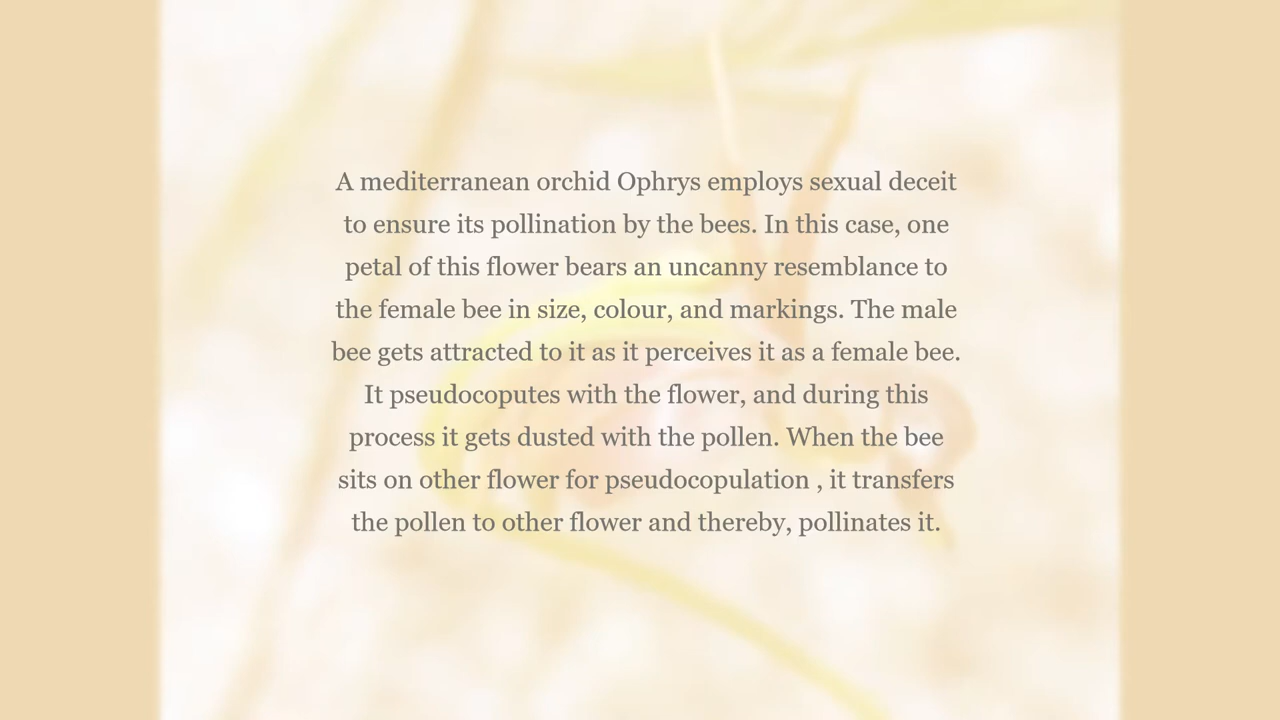 A mediterranean orchid Ophrys employs sexual deceit
to ensure its pollination by the bees. In this case, one
petal of this flower bears an uncanny resemblance to
the female bee in size, colour, and markings. The male
bee gets attracted to it as it perceives it as a female bee.
It pseudocoputes with the flower, and during this
process it gets dusted with the pollen. When the bee
sits on other flower for pseudocopulation , it transfers
the pollen to other flower and thereby, pollinates it.